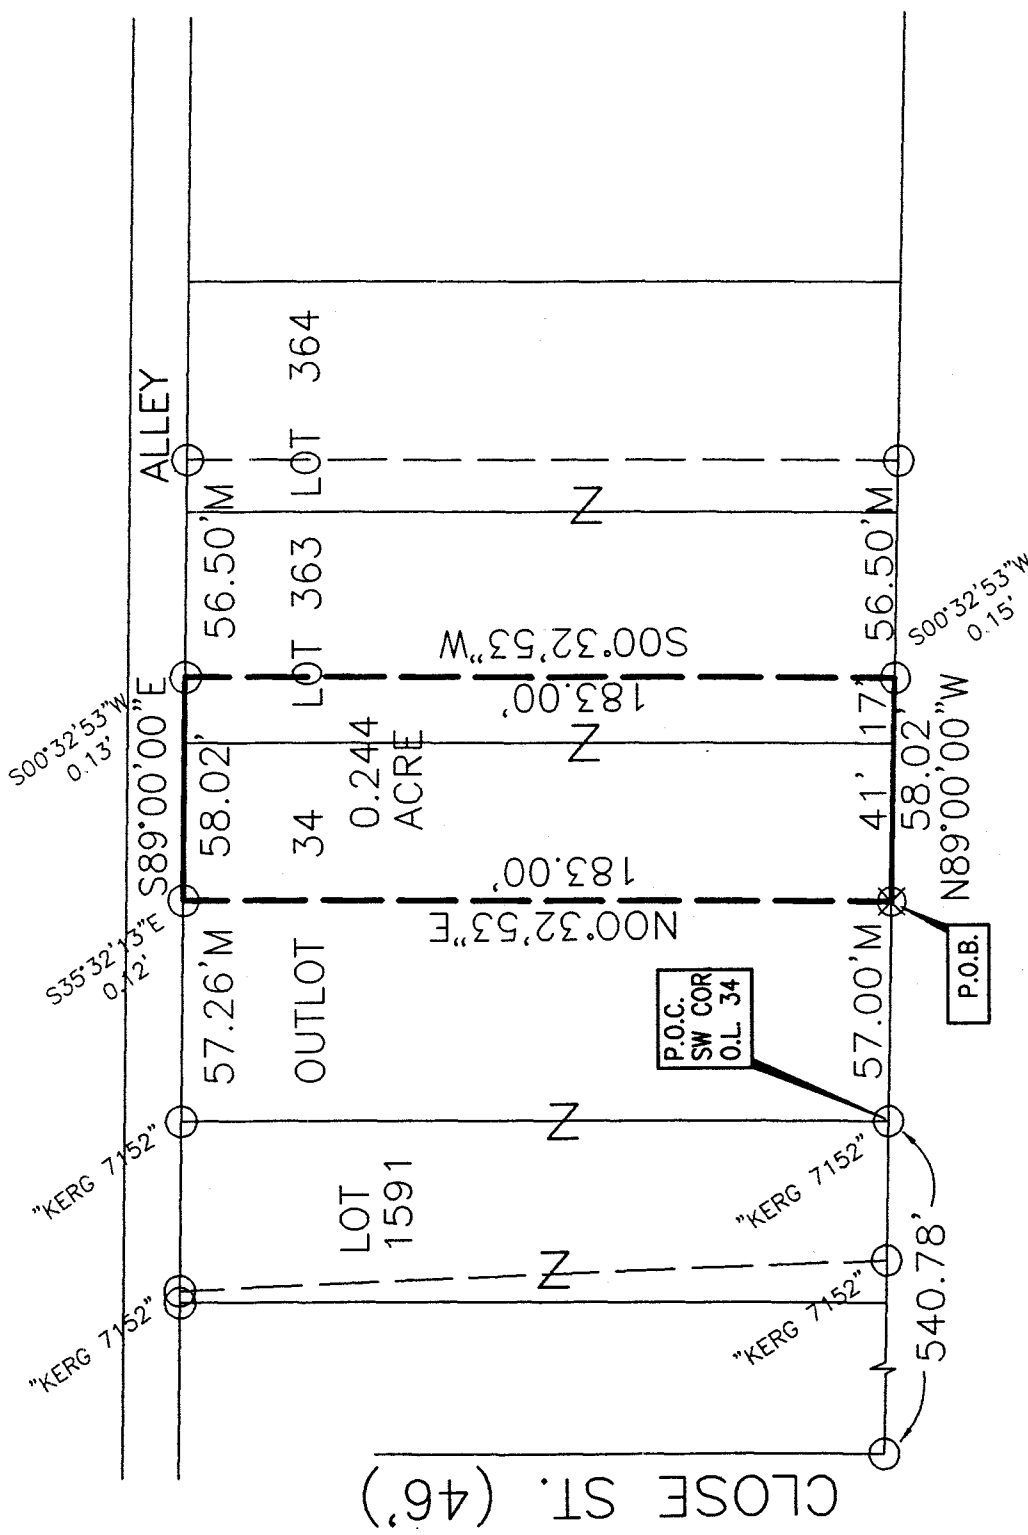 ALLEY
LOT 364
56.50'M
56.50'M
LOT 363
S00°32'53"W
183.00'
S00°32'53"W
0.13'
S00°32'53"W
0.15'
S89°00'00"E
58.02'
0.244
ACRE
34
OUTLOT
41'
17'
58.02'
N89°00'00"W
183.00'
N00°32'53"E
S35°32'13"E
0.12'
57.26'M
57.00'M
P.O.B.
P.O.C.
SW COR
O.L. 34
"KERG 7152"
"KERG 7152"
LOT
1591
"KERG 7152"
"KERG 7152"
540.78'
CLOSE ST. (46')
Z
Z
Z
Z